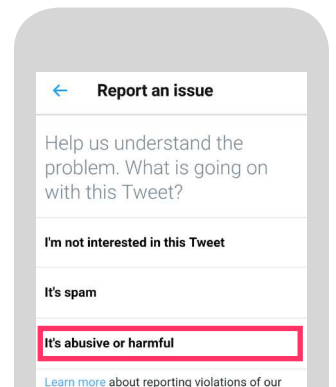 Report an issue
Help us understand the
problem. What is going on
with this Tweet?
I'm not interested in this Tweet
It's spam
It's abusive or harmful
Learn more about reporting violations of our